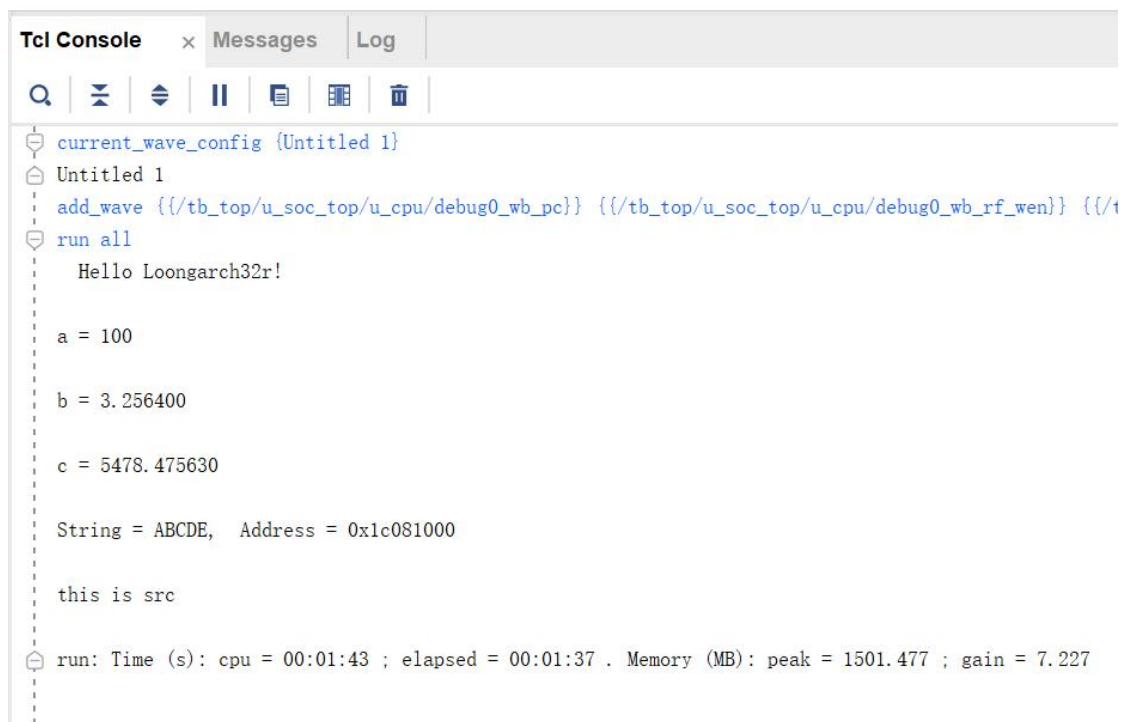 Tcl Console × Messages Log
current_wave_config {Untitled 1}
Untitled 1
add_wave {{/tb_top/u_soc_top/u_cpu/debug0_wb_pc}} {{/tb_top/u_soc_top/u_cpu/debug0_wb_rf_wen}} {{/t
run all
Hello Loongarch32r!
a = 100
b = 3.256400
c = 5478.475630
String = ABCDE,  Address = 0x1c081000
this is src
run: Time (s): cpu = 00:01:43 ; elapsed = 00:01:37 . Memory (MB): peak = 1501.477 ; gain = 7.227